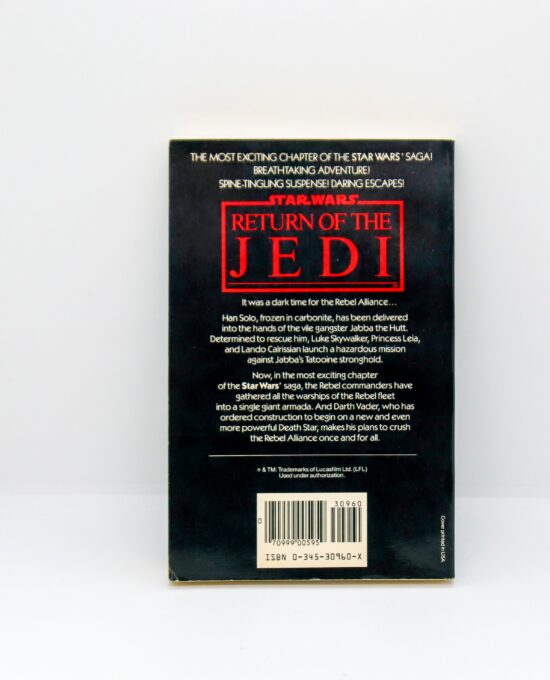 THE MOST EXCITING CHAPTER OF THE STAR WARS® SAGA!
BREATHTAKING ADVENTURE!
SPINE-TINGLING SUSPENSE! DARING ESCAPES!
STAR WARS
RETURN OF THE
JEDI
It was a dark time for the Rebel Alliance...
Han Solo, frozen in carbonite, has been delivered
into the hands of the vile gangster Jabba the Hutt.
Determined to rescue him, Luke Skywalker, Princess Leia,
and Lando Calrissian launch a hazardous mission
against Jabba's Tatooine stronghold.
Now, in the most exciting chapter
of the Star Wars® saga, the Rebel commanders have
gathered all the warships of the Rebel fleet
into a single giant armada. And Darth Vader, who has
ordered construction to begin on a new and even
more powerful Death Star, makes his plans to crush
the Rebel Alliance once and for all.
® & TM: Trademarks of Lucasfilm Ltd. (LFL)
Used under authorization.
30960
0
70999 00595
ISBN 0-345-30960-X
Cover printed in USA